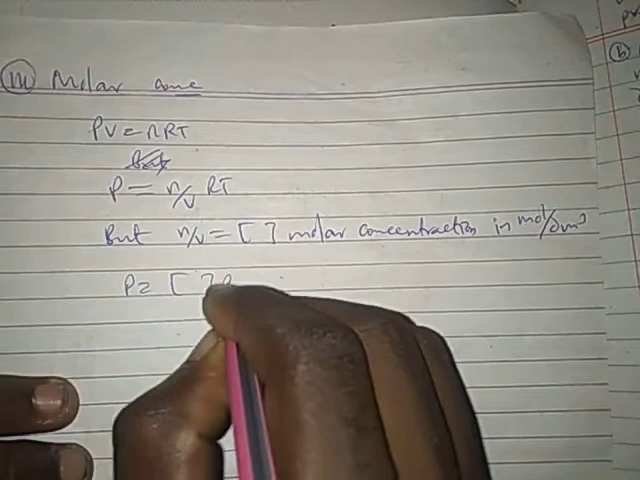 (iii) Molar conc
PV = nRT
P = n/v RT
But n/v = [ ] molar concentration in mol/dm³
P = [ ] R
(b)